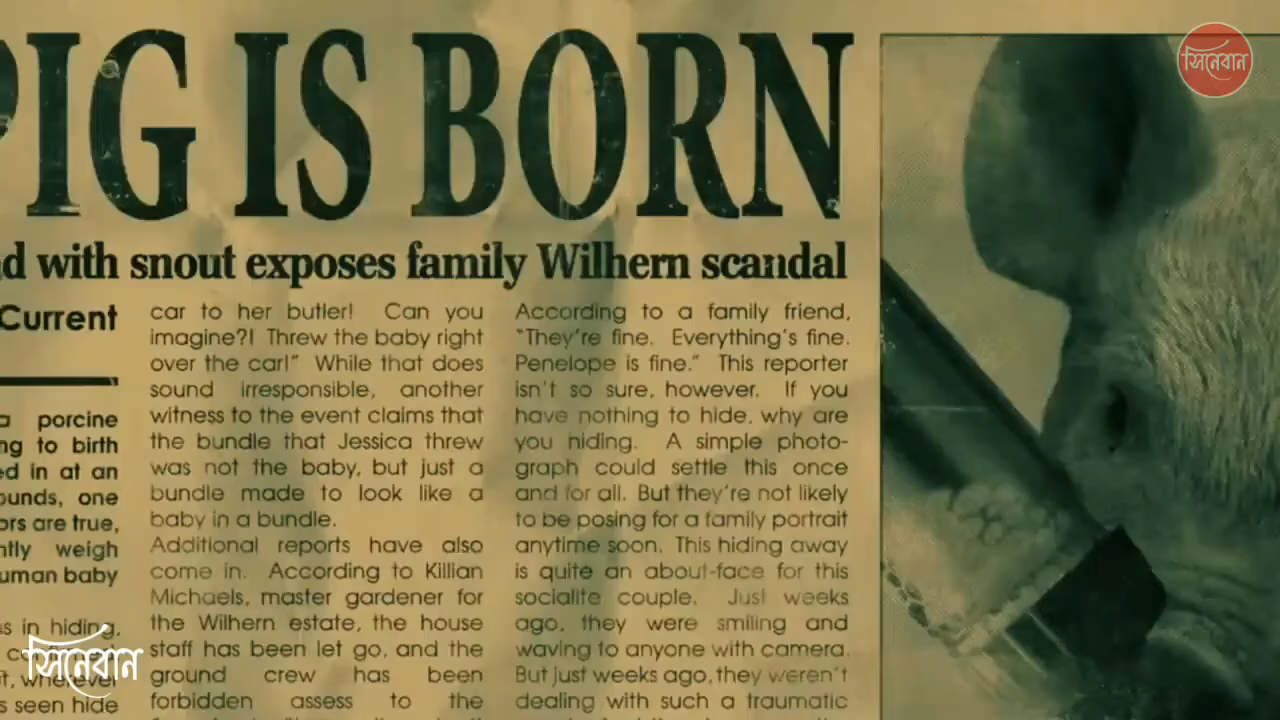 PIG IS BORN
with snout exposes family Wilhern scandal
Current
porcine
to birth
in at an
one
are true,
weigh
baby
in hiding,
wherever
seen hide
car to her butler! Can you
imagine?! Threw the baby right
over the car!" While that does
sound irresponsible, another
witness to the event claims that
the bundle that Jessica threw
was not the baby, but just a
bundle made to look like a
baby in a bundle.
Additional reports have also
come in. According to Killian
Michaels, master gardener for
the Wilhern estate, the house
staff has been let go, and the
ground crew has been
forbidden assess to the
According to a family friend,
"They're fine. Everything's fine.
Penelope is fine." This reporter
isn't so sure, however. If you
have nothing to hide, why are
you hiding. A simple photo-
graph could settle this once
and for all. But they're not likely
to be posing for a family portrait
anytime soon. This hiding away
is quite an about-face for this
socialite couple. Just weeks
ago, they were smiling and
waving to anyone with camera.
But just weeks ago, they weren't
dealing with such a traumatic
সিনেবান
সিনেবান